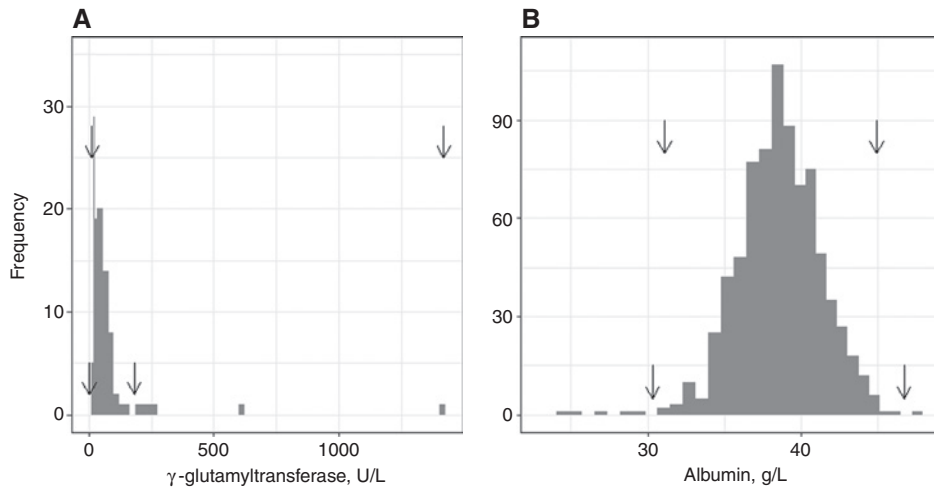 A
B
Frequency
30
20
10
0
0
500
1000
γ-glutamyltransferase, U/L
90
60
30
0
30
40
Albumin, g/L